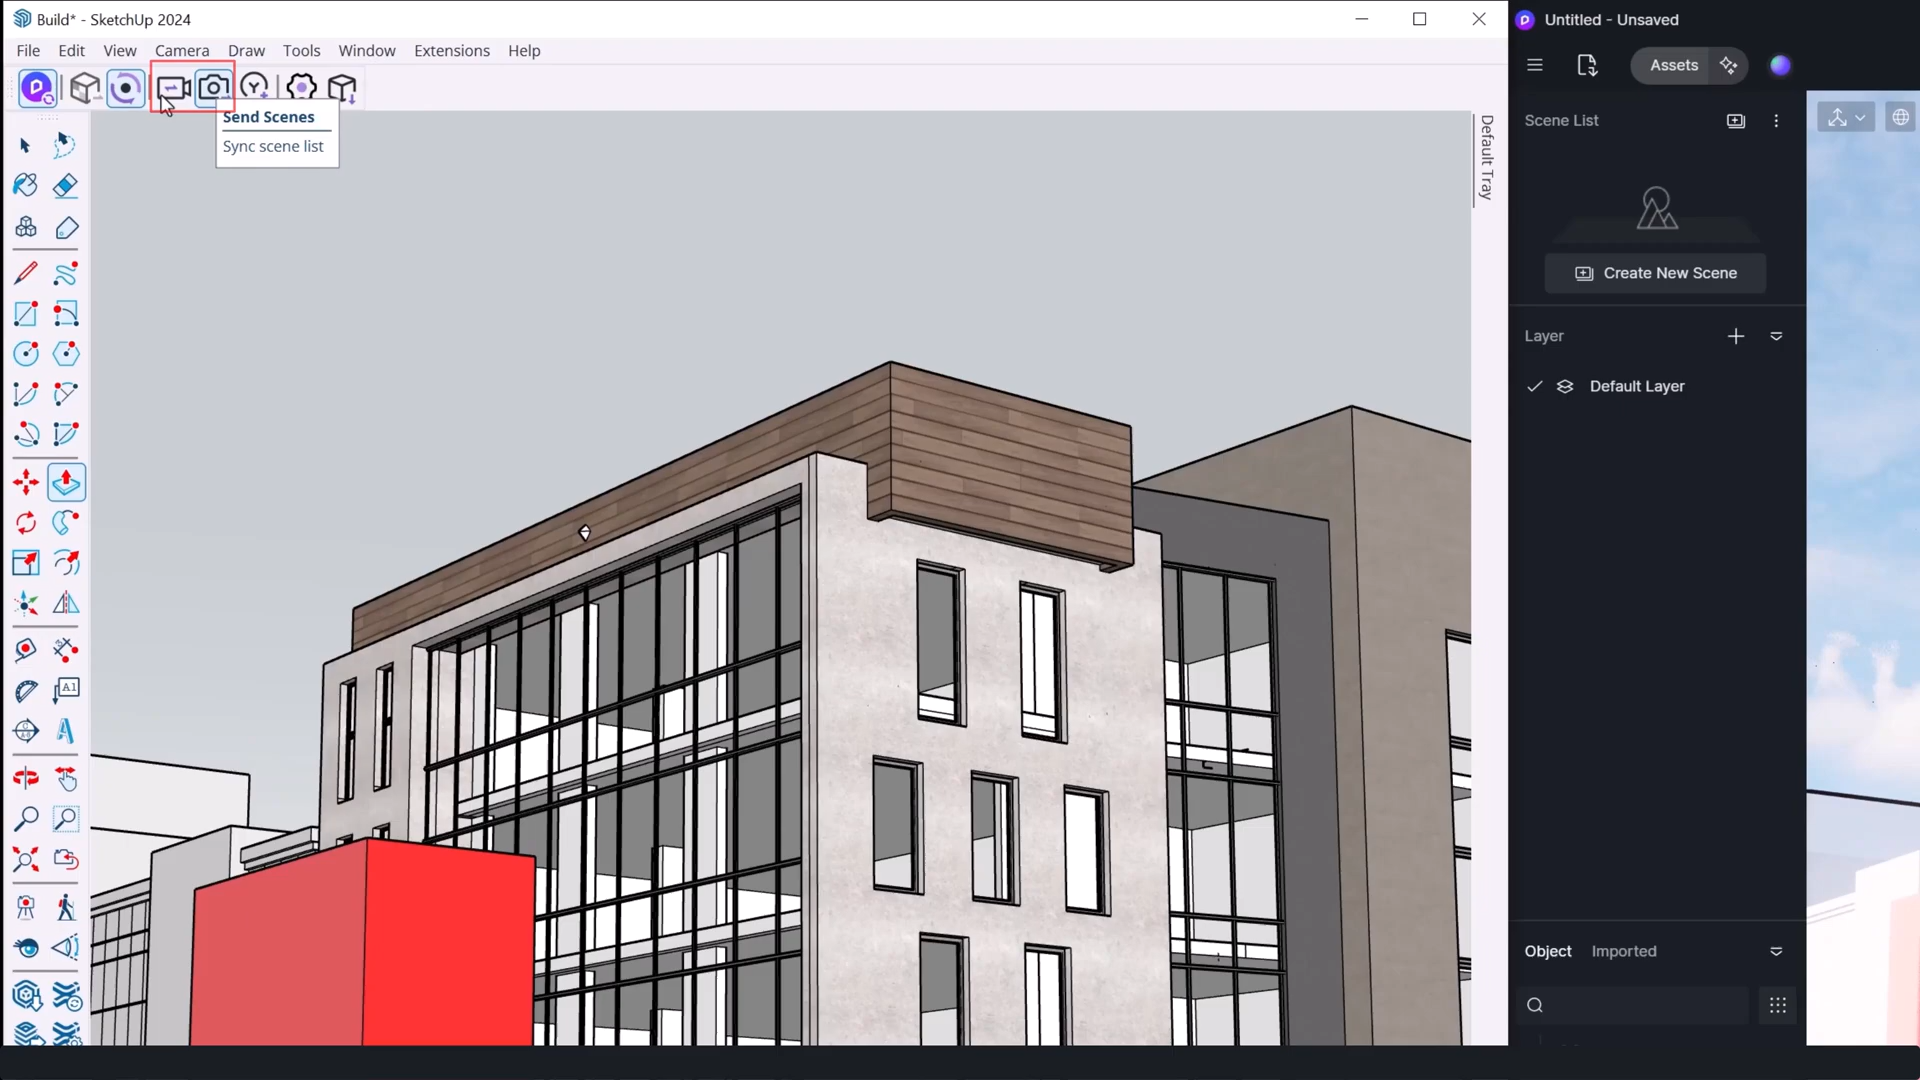 Build* - SketchUp 2024
File Edit View Camera Draw Tools Window Extensions Help
Send Scenes
Sync scene list
Default Tray
A1
A
Untitled - Unsaved
Assets
Scene List
Create New Scene
Layer
Default Layer
Object Imported